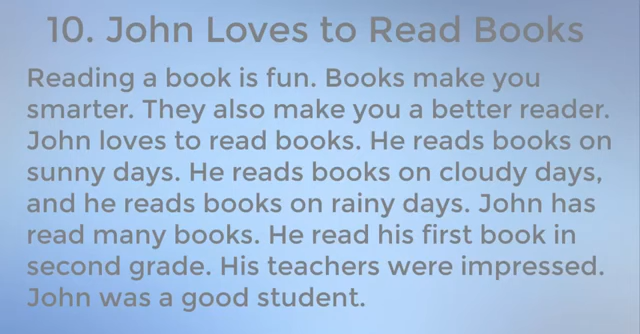 10. John Loves to Read Books
Reading a book is fun. Books make you
smarter. They also make you a better reader.
John loves to read books. He reads books on
sunny days. He reads books on cloudy days,
and he reads books on rainy days. John has
read many books. He read his first book in
second grade. His teachers were impressed.
John was a good student.